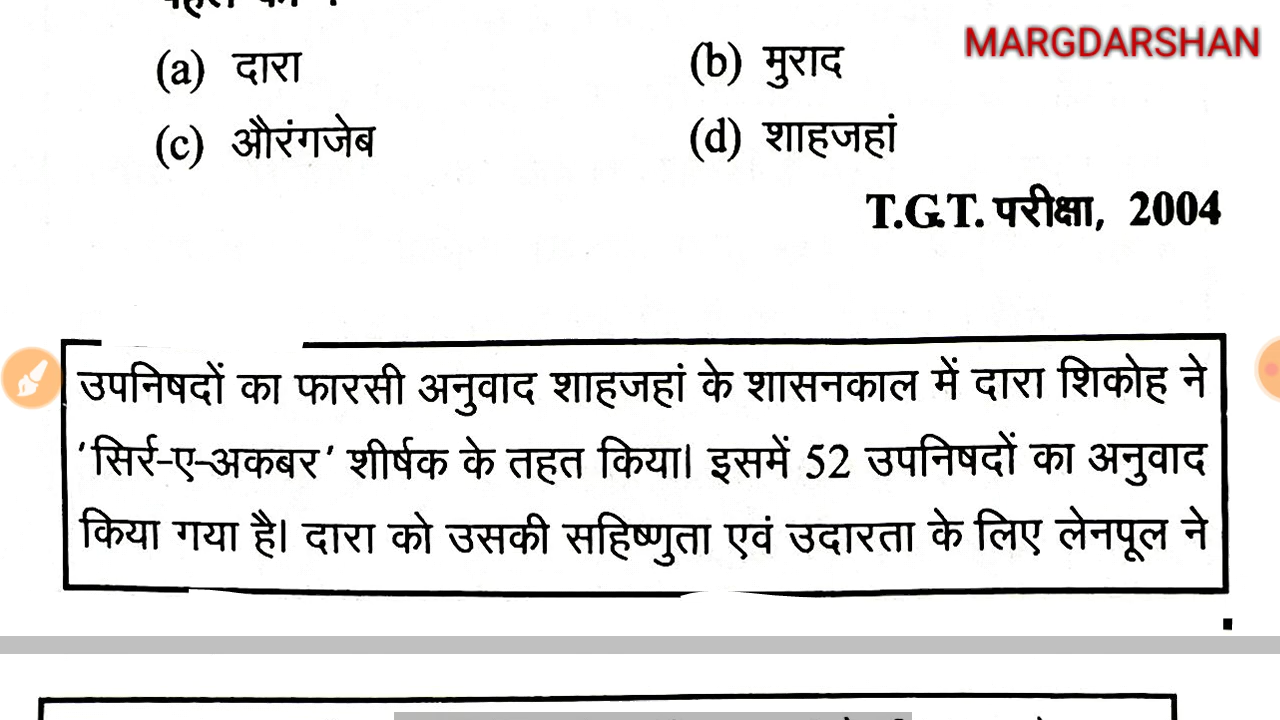 MARGDARSHAN
(a) दारा (b) मुराद
(c) औरंगजेब (d) शाहजहां
T.G.T. परीक्षा, 2004
उपनिषदों का फारसी अनुवाद शाहजहां के शासनकाल में दारा शिकोह ने
'सिर्र-ए-अकबर' शीर्षक के तहत किया। इसमें 52 उपनिषदों का अनुवाद
किया गया है। दारा को उसकी सहिष्णुता एवं उदारता के लिए लेनपूल ने